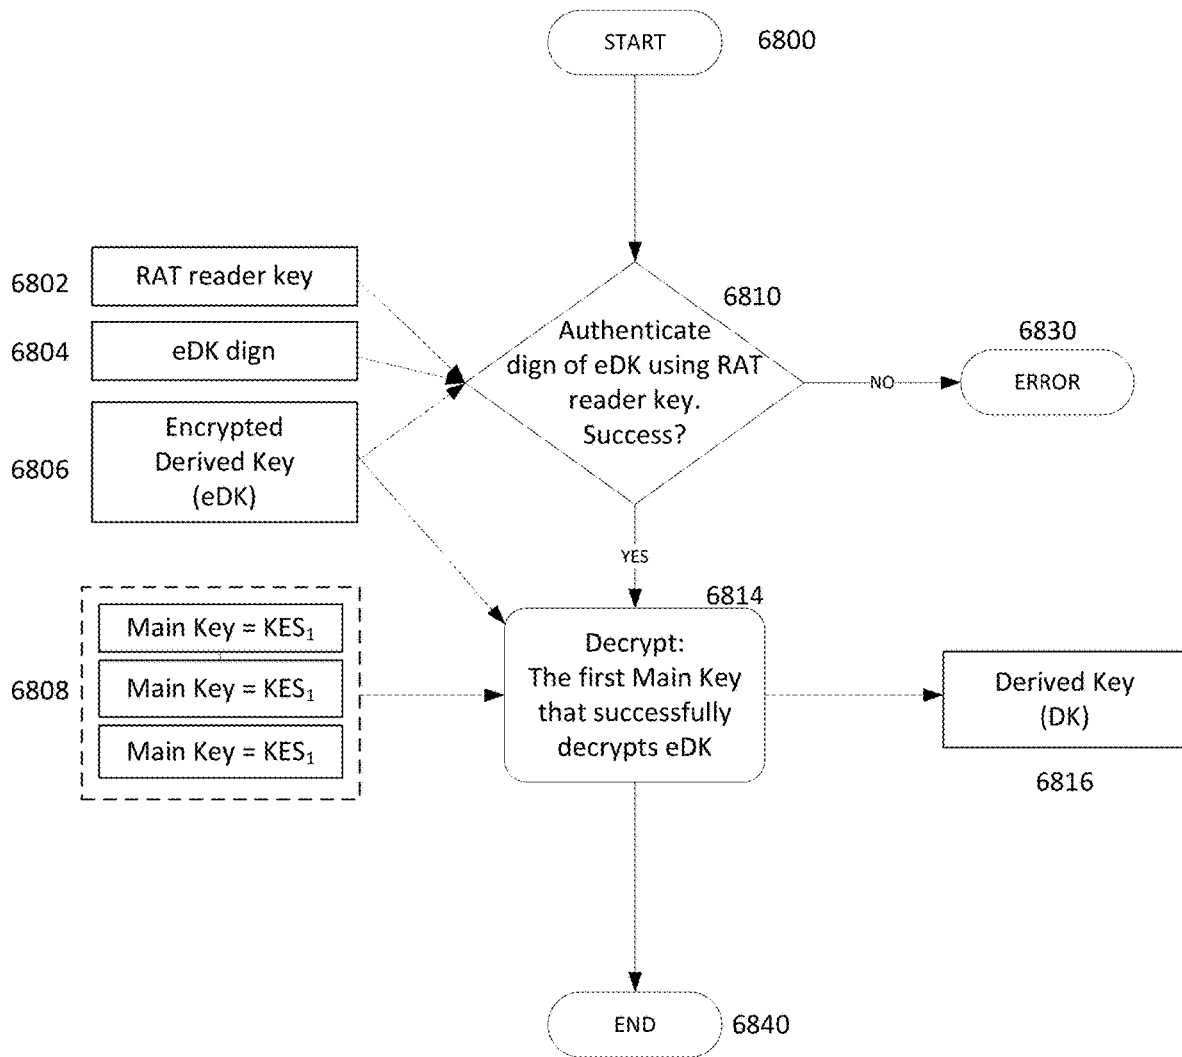 START
6800
6802
RAT reader key
6804
eDK dign
6806
Encrypted
Derived Key
(eDK)
6810
Authenticate
dign of eDK using RAT
reader key.
Success?
NO
6830
ERROR
YES
6808
Main Key = KES₁
Main Key = KES₁
Main Key = KES₁
6814
Decrypt:
The first Main Key
that successfully
decrypts eDK
Derived Key
(DK)
6816
END
6840